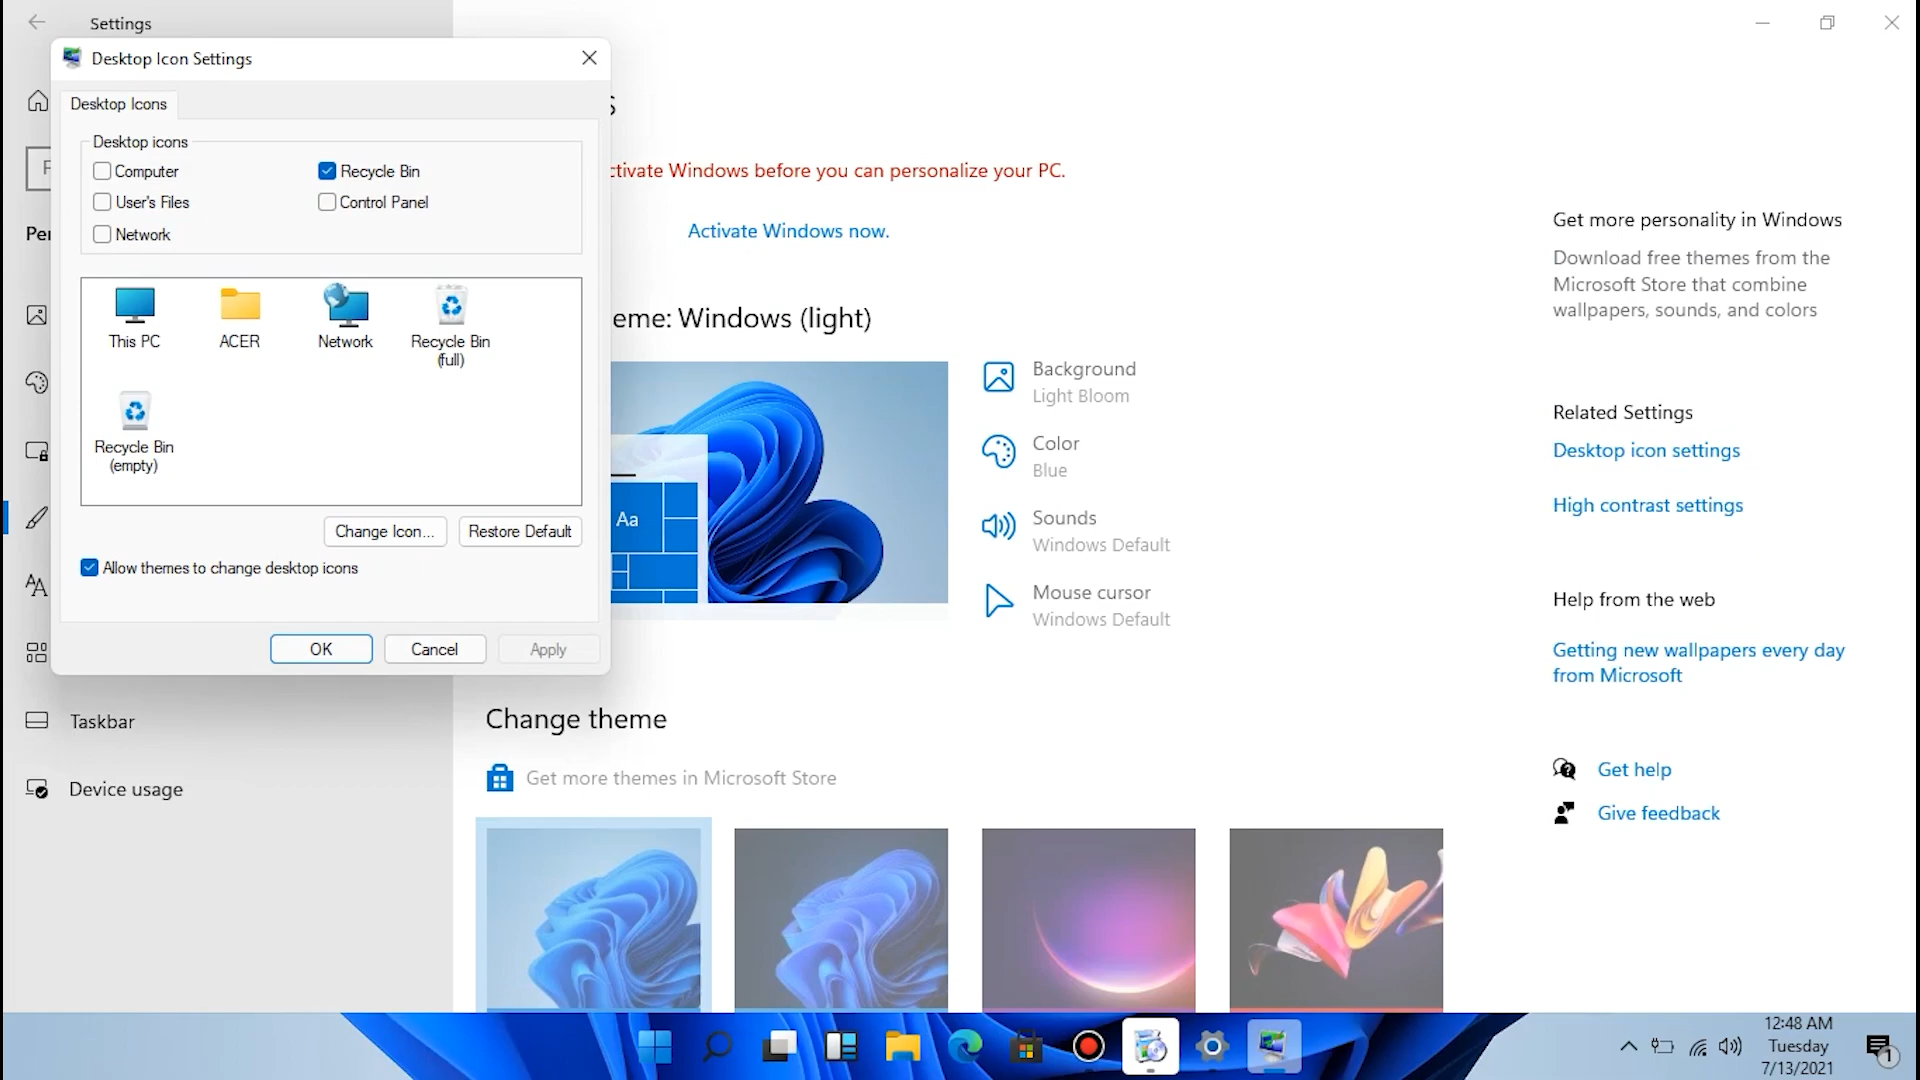 Settings
Desktop Icon Settings
Desktop Icons
Desktop icons
Computer
Recycle Bin
User's Files
Control Panel
Network
This PC
ACER
Network
Recycle Bin
(full)
Recycle Bin
(empty)
Change Icon...
Restore Default
Allow themes to change desktop icons
OK
Cancel
Apply
Taskbar
Device usage
ctivate Windows before you can personalize your PC.
Activate Windows now.
eme: Windows (light)
Aa
Background
Light Bloom
Color
Blue
Sounds
Windows Default
Mouse cursor
Windows Default
Change theme
Get more themes in Microsoft Store
Get more personality in Windows
Download free themes from the
Microsoft Store that combine
wallpapers, sounds, and colors
Related Settings
Desktop icon settings
High contrast settings
Help from the web
Getting new wallpapers every day
from Microsoft
Get help
Give feedback
12:48 AM
Tuesday
7/13/2021
1